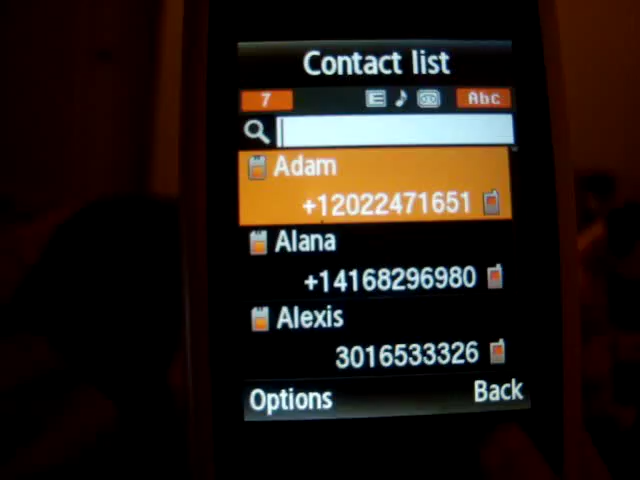 Contact list
7 E Abc
Adam
+12022471651
Alana
+14168296980
Alexis
3016533326
Options Back